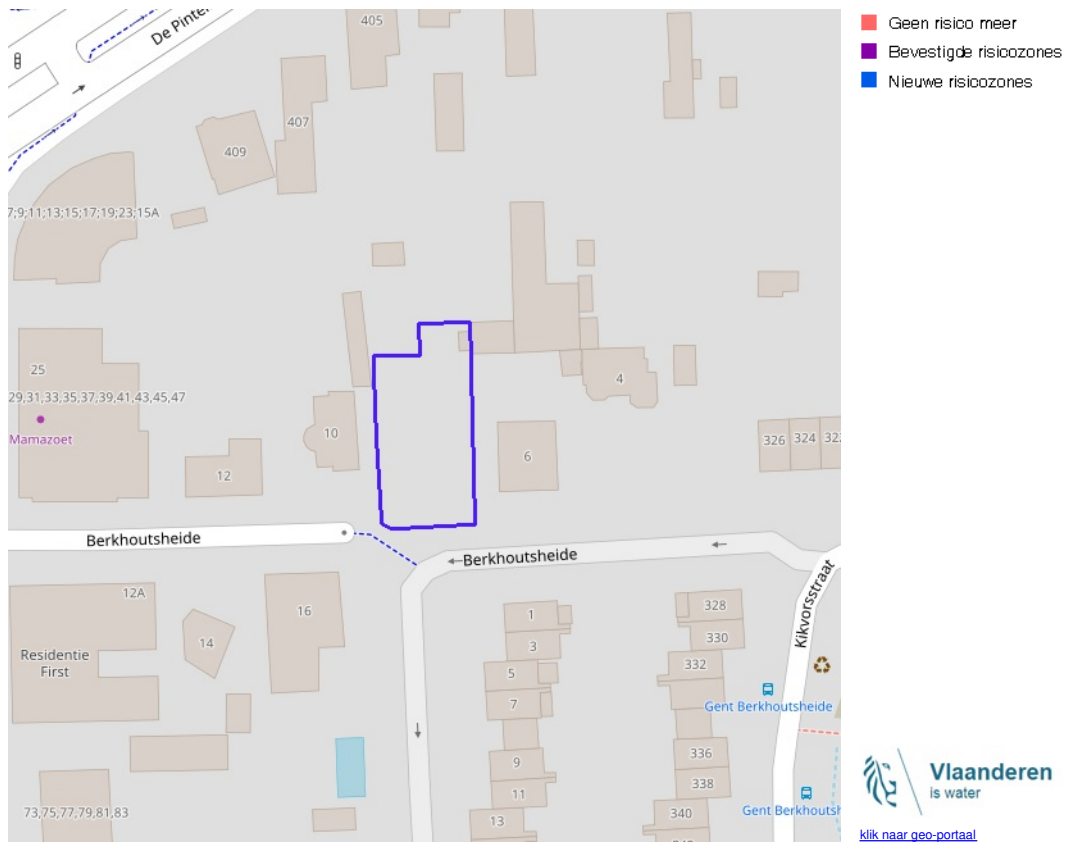 De Pinte
405
407
409
7;9;11;13;15;17;19;23;15A
25
29,31,33,35,37,39,41,43,45,47
Mamazoet
10
12
4
6
326
324
Berkhoutsheide
Berkhoutsheide
Kikvorsstraat
12A
16
14
Residentie
First
1
3
5
7
9
11
13
328
330
332
336
338
340
Gent Berkhoutsheide
Gent Berkhoutsh
73,75,77,79,81,83
Geen risico meer
Bevestigde risicozones
Nieuwe risicozones
Vlaanderen
is water
klik naar geo-portaal